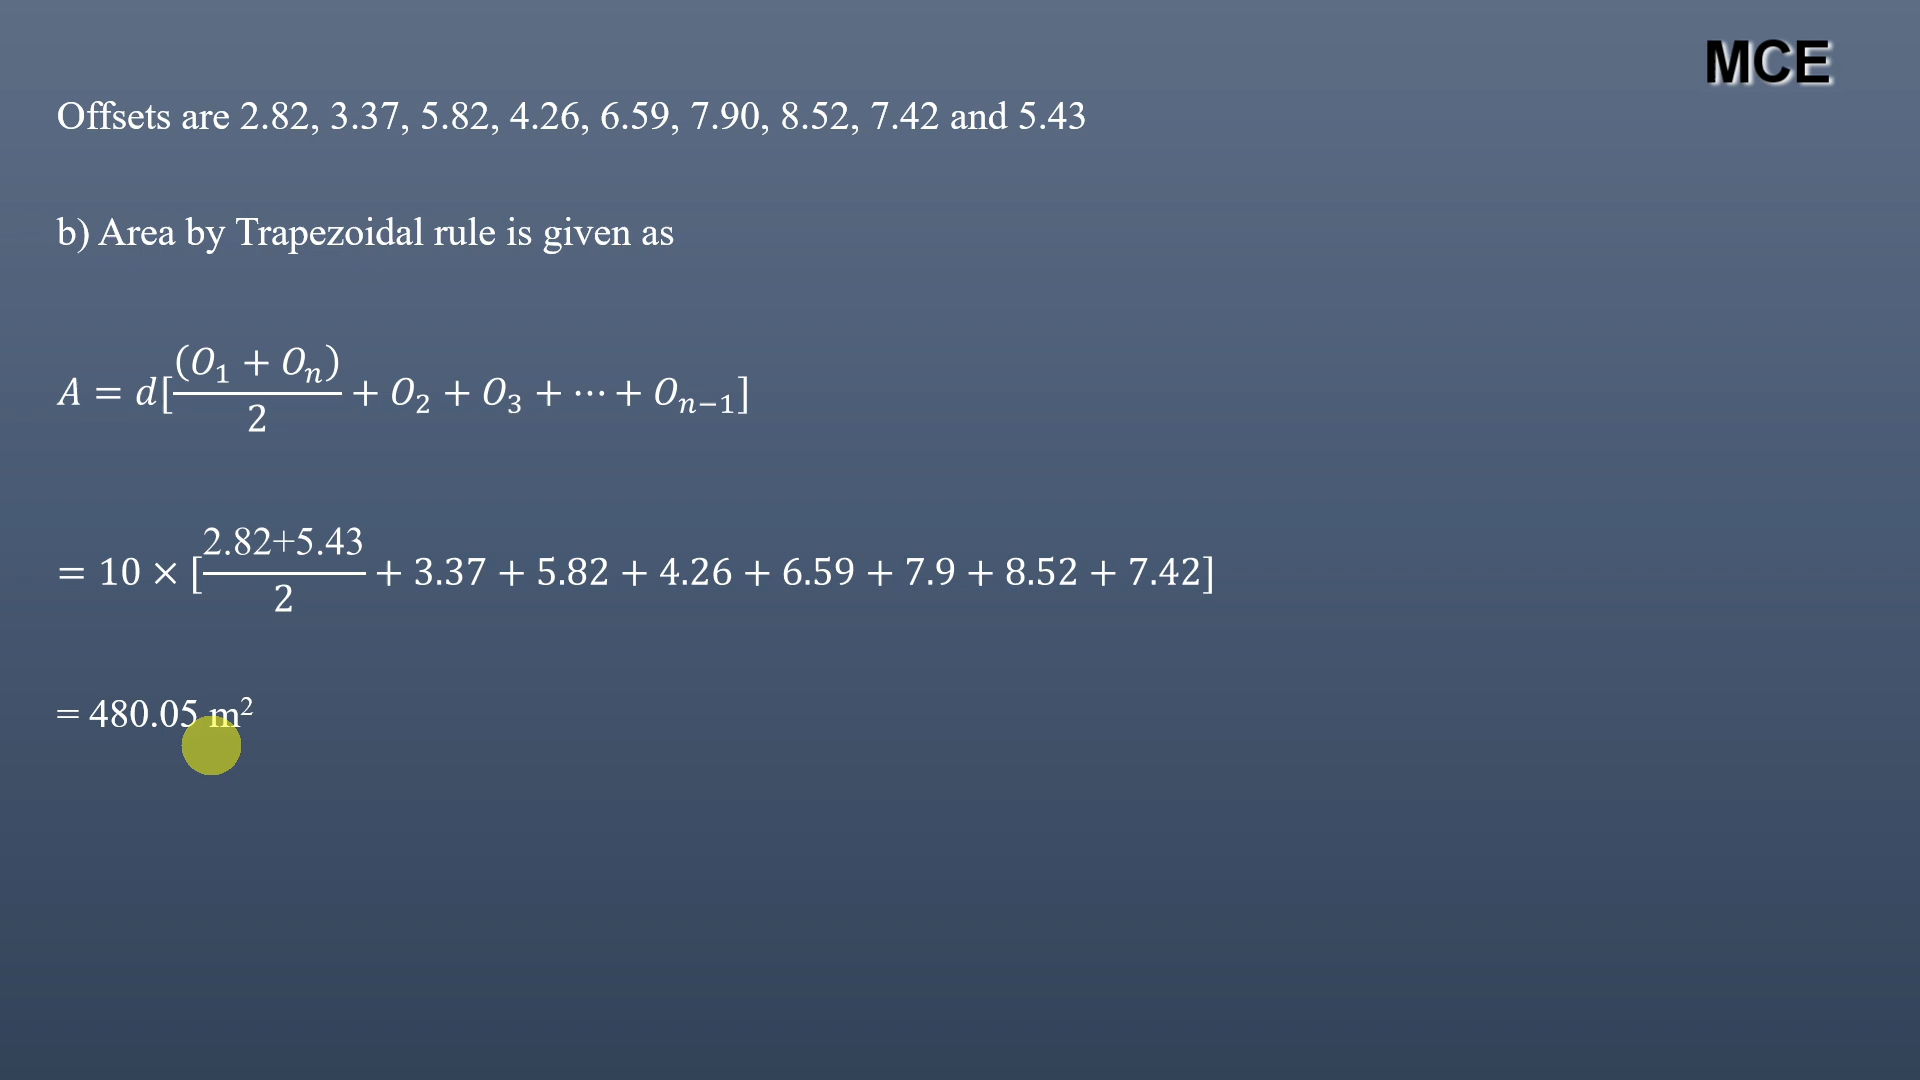 MCE
Offsets are 2.82, 3.37, 5.82, 4.26, 6.59, 7.90, 8.52, 7.42 and 5.43
b) Area by Trapezoidal rule is given as
A = d[(O₁ + Oₙ)/2 + O₂ + O₃ + ⋯ + Oₙ₋₁]
= 10 × [2.82+5.43/2 + 3.37 + 5.82 + 4.26 + 6.59 + 7.9 + 8.52 + 7.42]
= 480.05 m²